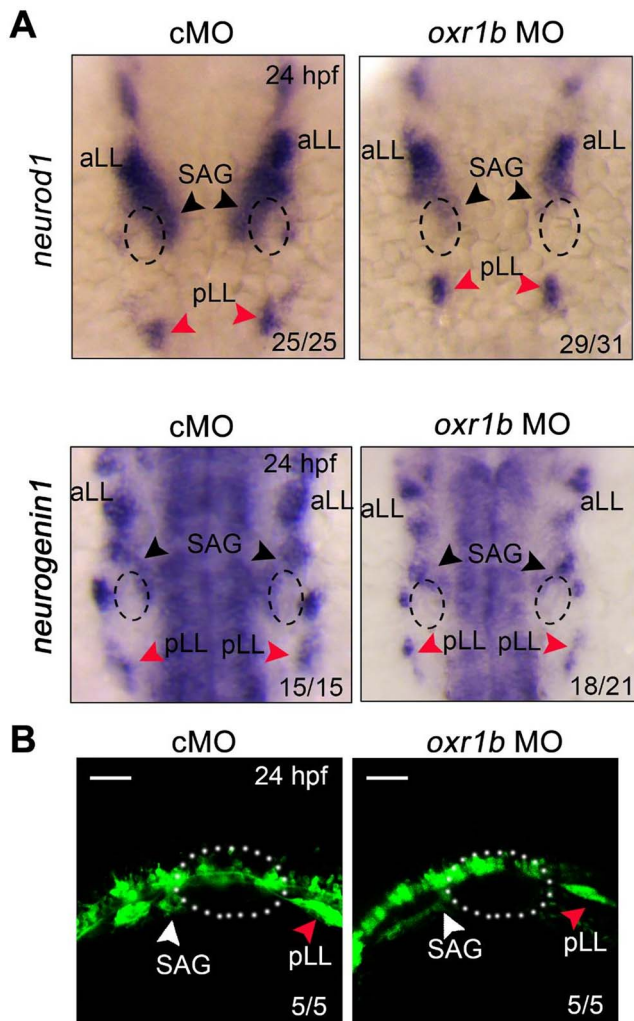 A
cMO
oxr1b MO
neurod1
24 hpf
aLL
aLL
SAG
pLL
25/25
aLL
SAG
pLL
29/31
cMO
oxr1b MO
neurogenin1
24 hpf
aLL
aLL
SAG
pLL
pLL
15/15
aLL
SAG
pLL
pLL
18/21
B
cMO
oxr1b MO
24 hpf
SAG
pLL
5/5
SAG
pLL
5/5